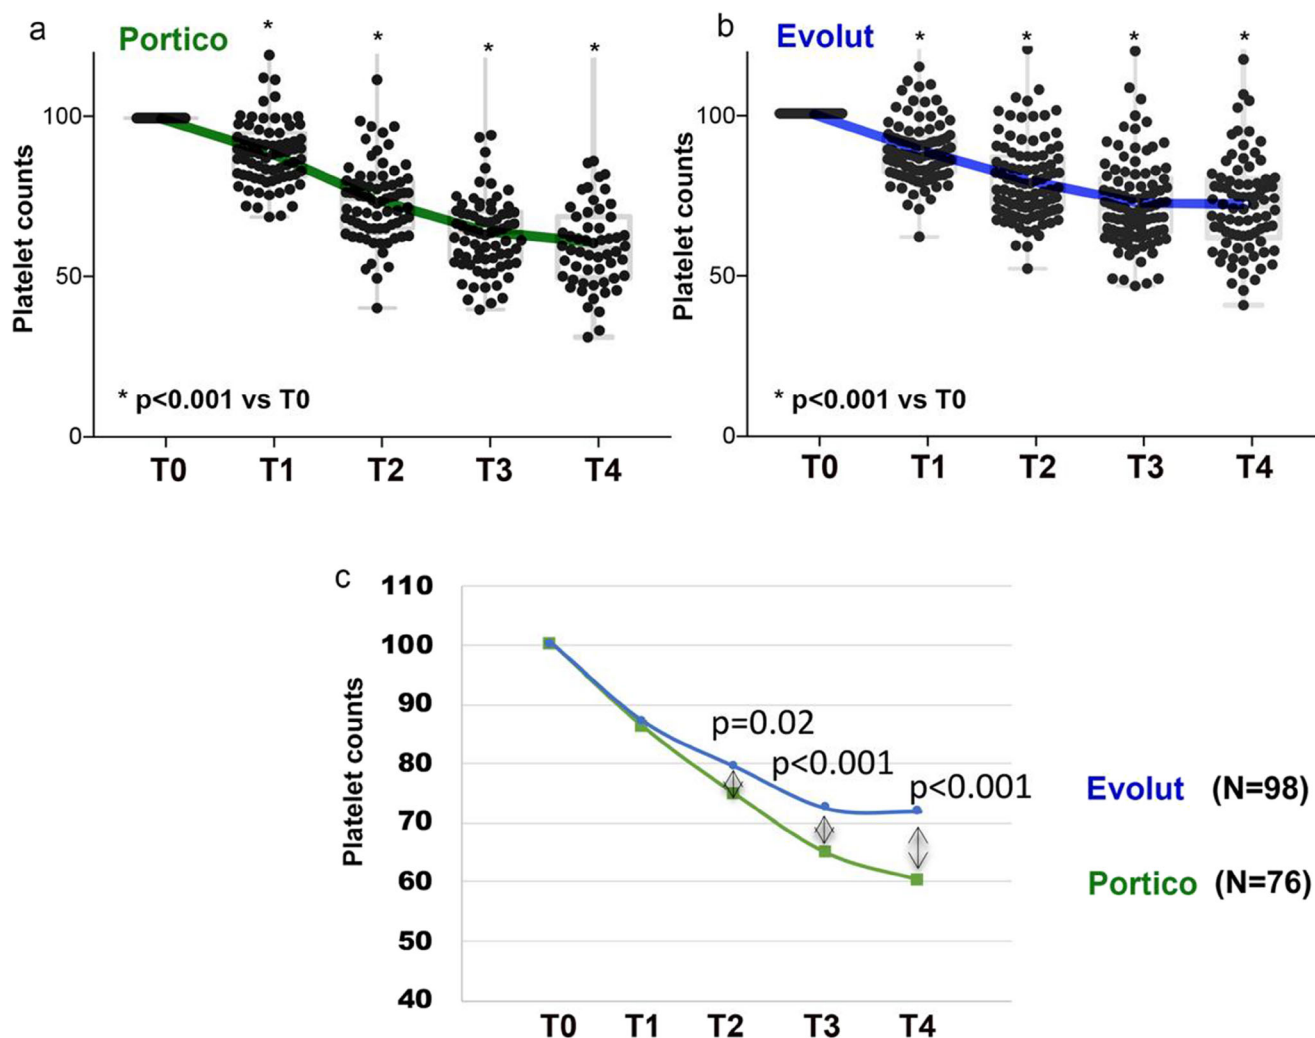 a
Portico
* * * *
Platelet counts
100
50
0
* p<0.001 vs T0
T0 T1 T2 T3 T4
b
Evolut
* * * *
Platelet counts
100
50
0
* p<0.001 vs T0
T0 T1 T2 T3 T4
c
Platelet counts
110
100
90
80
70
60
50
40
p=0.02
p<0.001
p<0.001
T0 T1 T2 T3 T4
Evolut (N=98)
Portico (N=76)